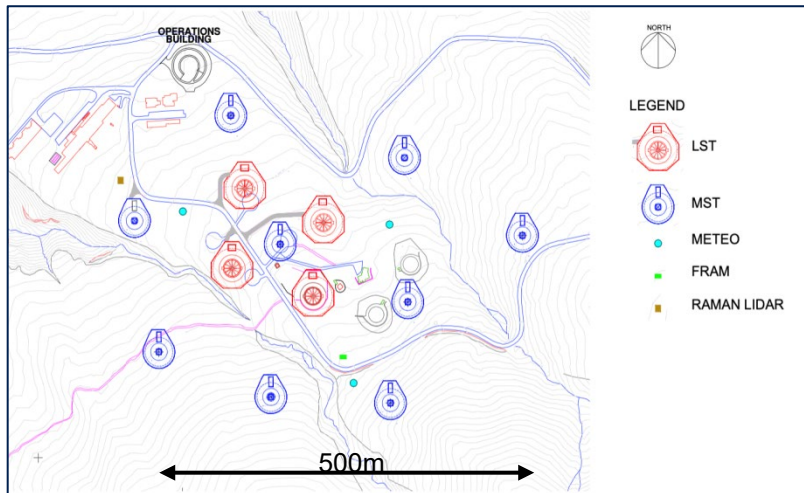 OPERATIONS
BUILDING
NORTH
LEGEND
LST
MST
METEO
FRAM
RAMAN LIDAR
500m